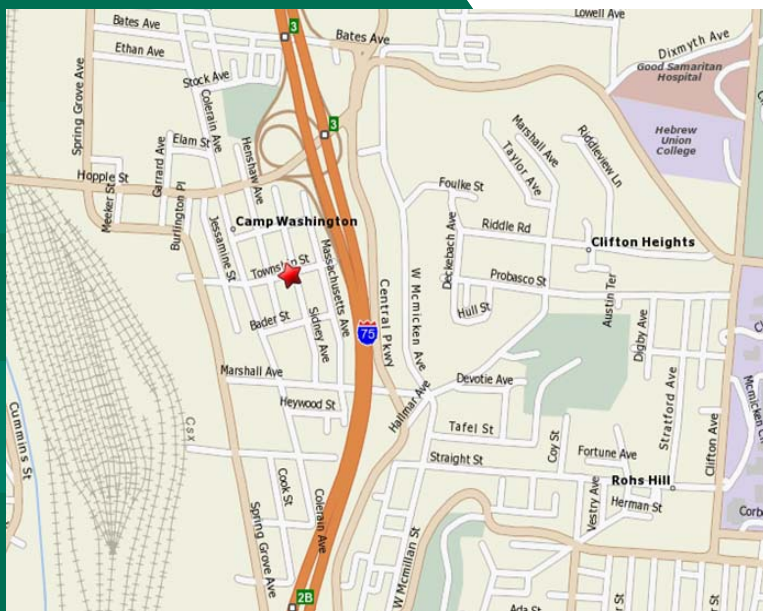 3
Lowell Ave
Bates Ave
Bates Ave
Dixmyth Ave
Ethan Ave
Good Samaritan
Hospital
Stock Ave
Spring Grove Ave
Colerain Ave
3
Hebrew
Union
College
Marshall Ave
Riddleview Ln
Taylor Ave
Elam St
Henshaw Ave
Garrard Ave
Hopple St
Meeker St
Burlington Pl
Foulke St
Jessamine St
Camp Washington
Riddle Rd
Clifton Heights
Massachusetts Ave
Deckebach Ave
Probasco St
Central Pkwy
W Mcmicken Ave
Hull St
Austin Ter
Bader St
Sidney Ave
75
Digby Ave
Marshall Ave
Devotie Ave
Heywood St
Hallmar Ave
Stratford Ave
Clifton Ave
Cummins St
Csx
Tafel St
Coy St
Fortune Ave
Straight St
Rohs Hill
Cook St
Colerain Ave
Vestry Ave
Herman St
Spring Grove Ave
W Mcmillan St
2B
Ada St